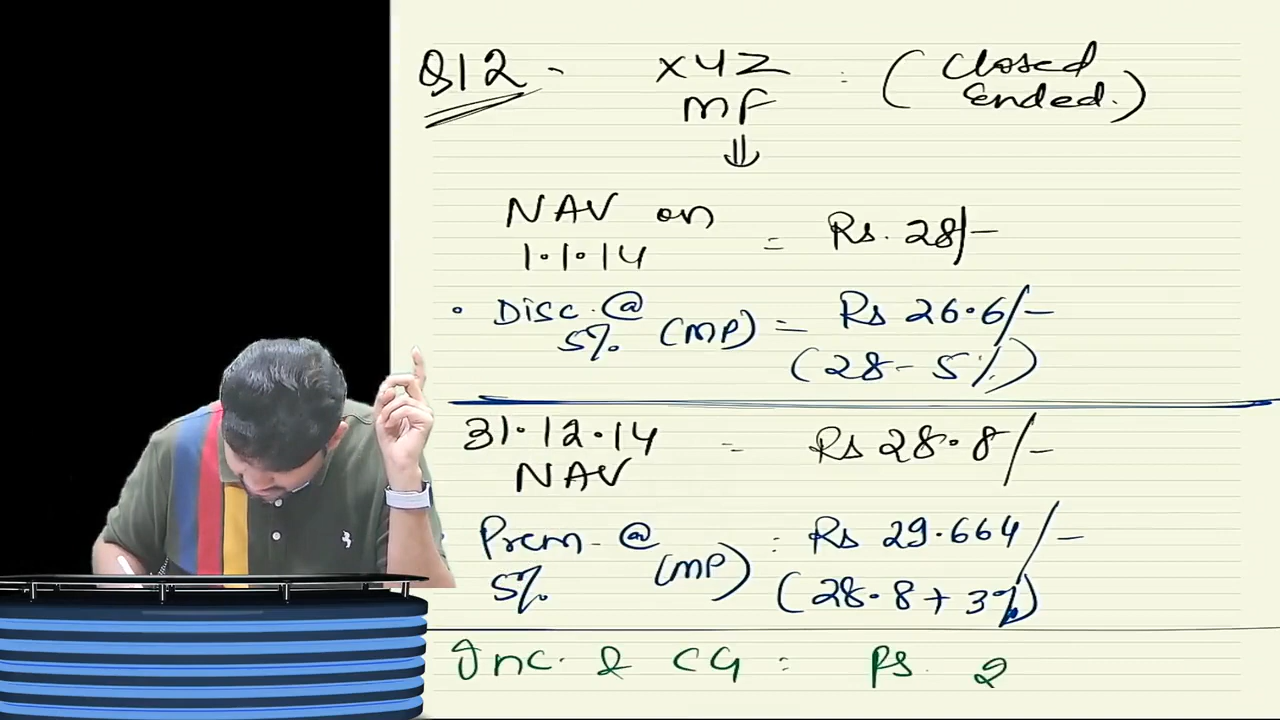 Q12 - XYZ MF : (Closed Ended.)
⇓
NAV on 1.1.14 = Rs. 28/-
• Disc. @ 5% (MP) = Rs 26.6/-
(28 - 5%)
31.12.14 NAV = Rs 28.8/-
• Prem. @ 5% (MP) : Rs 29.664/-
(28.8 + 3%)
Inc. & CG : Rs. 2